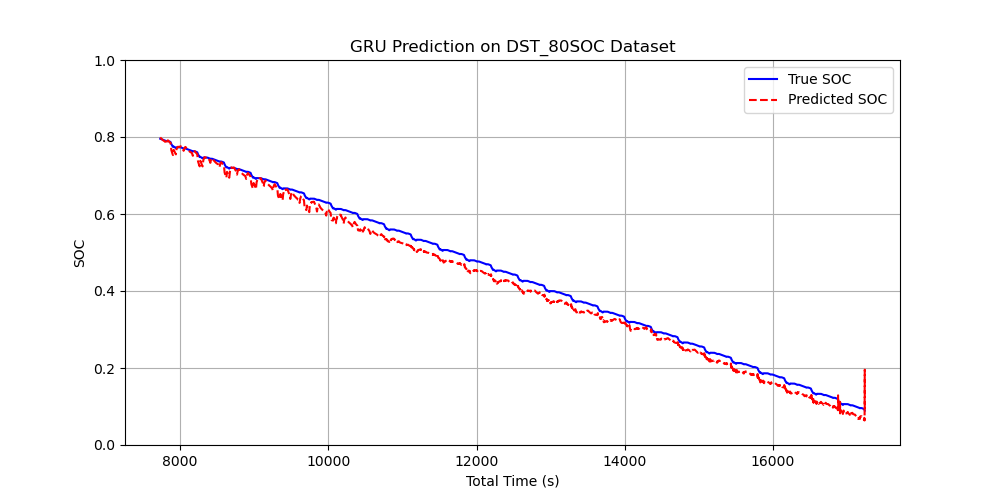 GRU Prediction on DST_80SOC Dataset
True SOC
Predicted SOC
1.0
0.8
0.6
0.4
0.2
0.0
SOC
8000 10000 12000 14000 16000
Total Time (s)